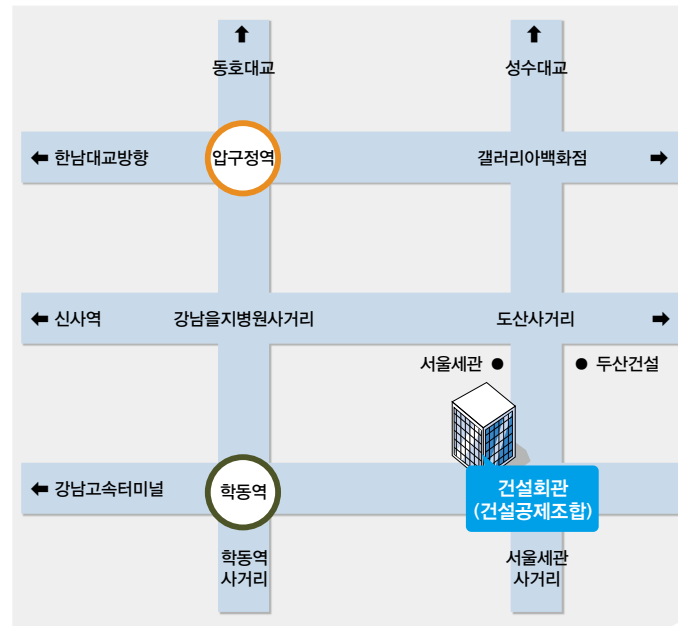 동호대교
성수대교
한남대교방향
압구정역
갤러리아백화점
신사역
강남을지병원사거리
도산사거리
서울세관
두산건설
강남고속터미널
학동역
건설회관
(건설공제조합)
학동역
사거리
서울세관
사거리